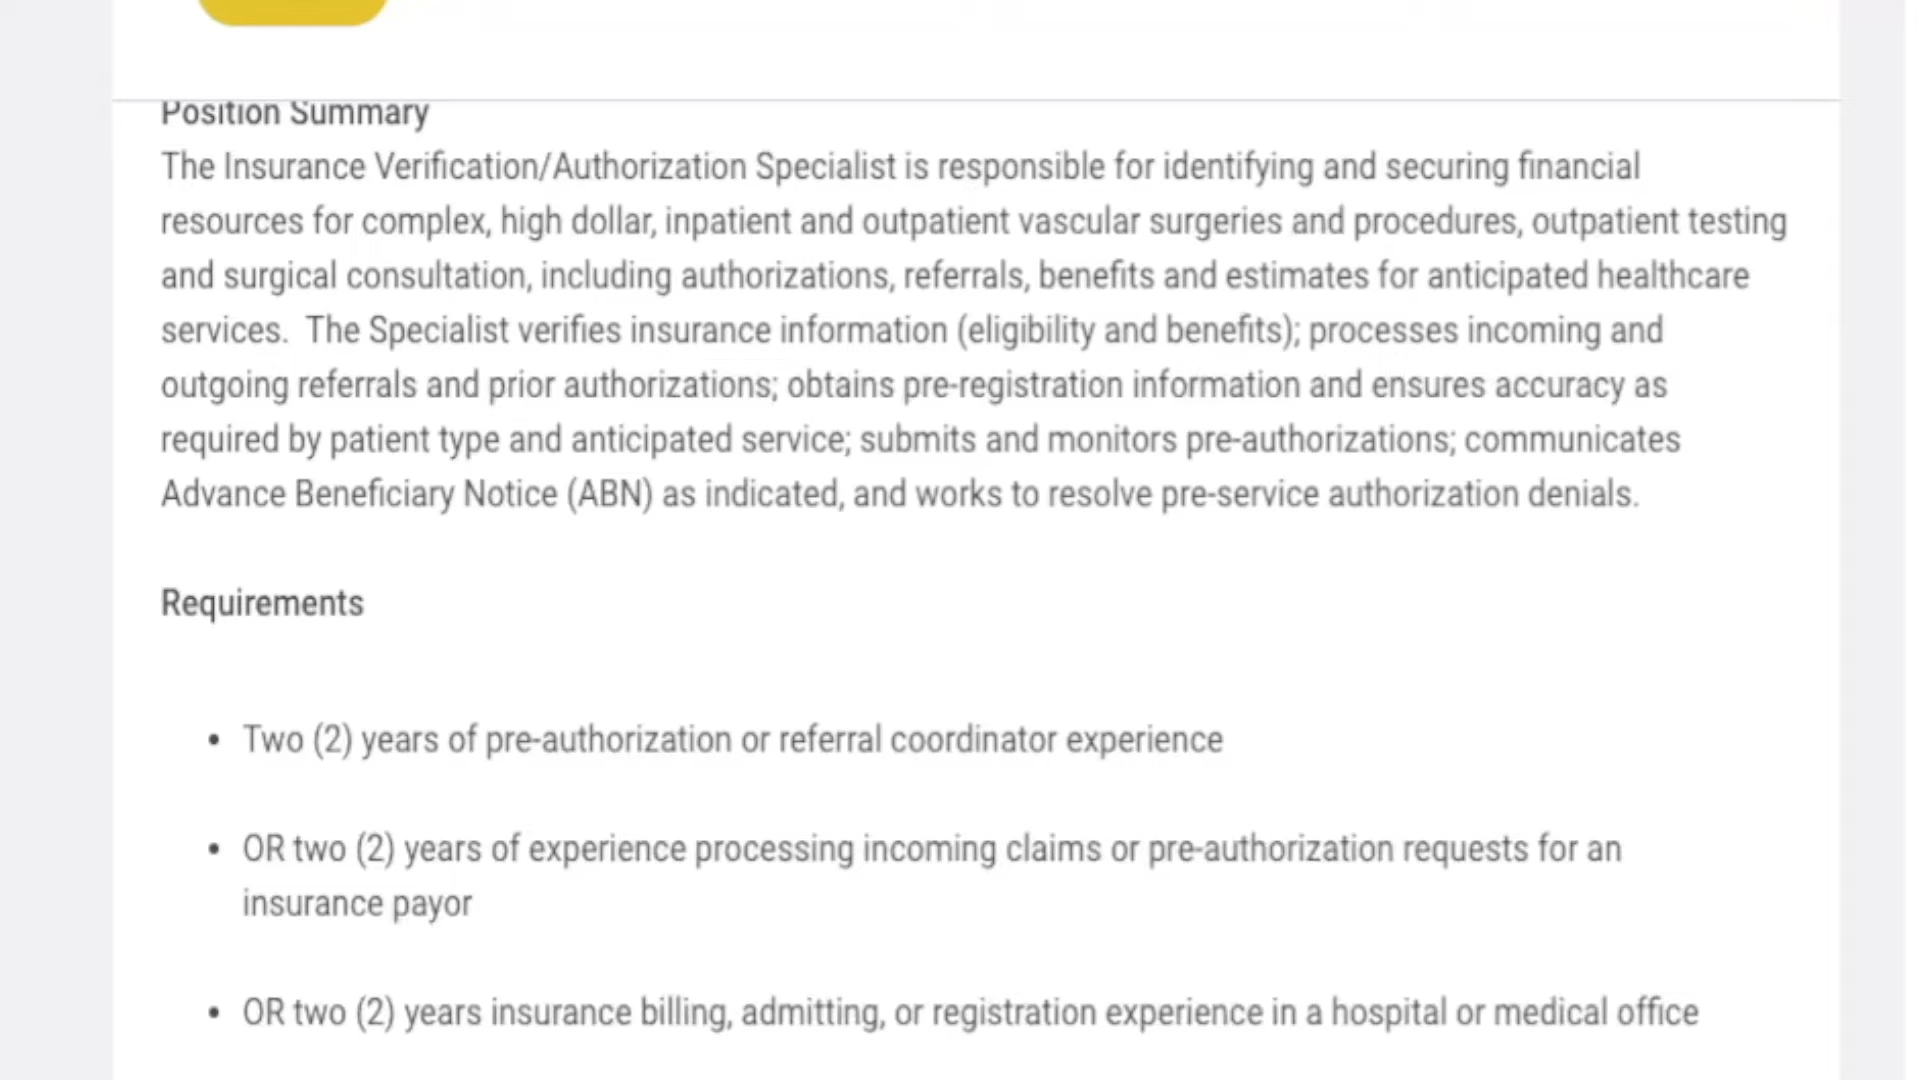 Position Summary
The Insurance Verification/Authorization Specialist is responsible for identifying and securing financial
resources for complex, high dollar, inpatient and outpatient vascular surgeries and procedures, outpatient testing
and surgical consultation, including authorizations, referrals, benefits and estimates for anticipated healthcare
services.  The Specialist verifies insurance information (eligibility and benefits); processes incoming and
outgoing referrals and prior authorizations; obtains pre-registration information and ensures accuracy as
required by patient type and anticipated service; submits and monitors pre-authorizations; communicates
Advance Beneficiary Notice (ABN) as indicated, and works to resolve pre-service authorization denials.
Requirements
• Two (2) years of pre-authorization or referral coordinator experience
• OR two (2) years of experience processing incoming claims or pre-authorization requests for an
insurance payor
• OR two (2) years insurance billing, admitting, or registration experience in a hospital or medical office